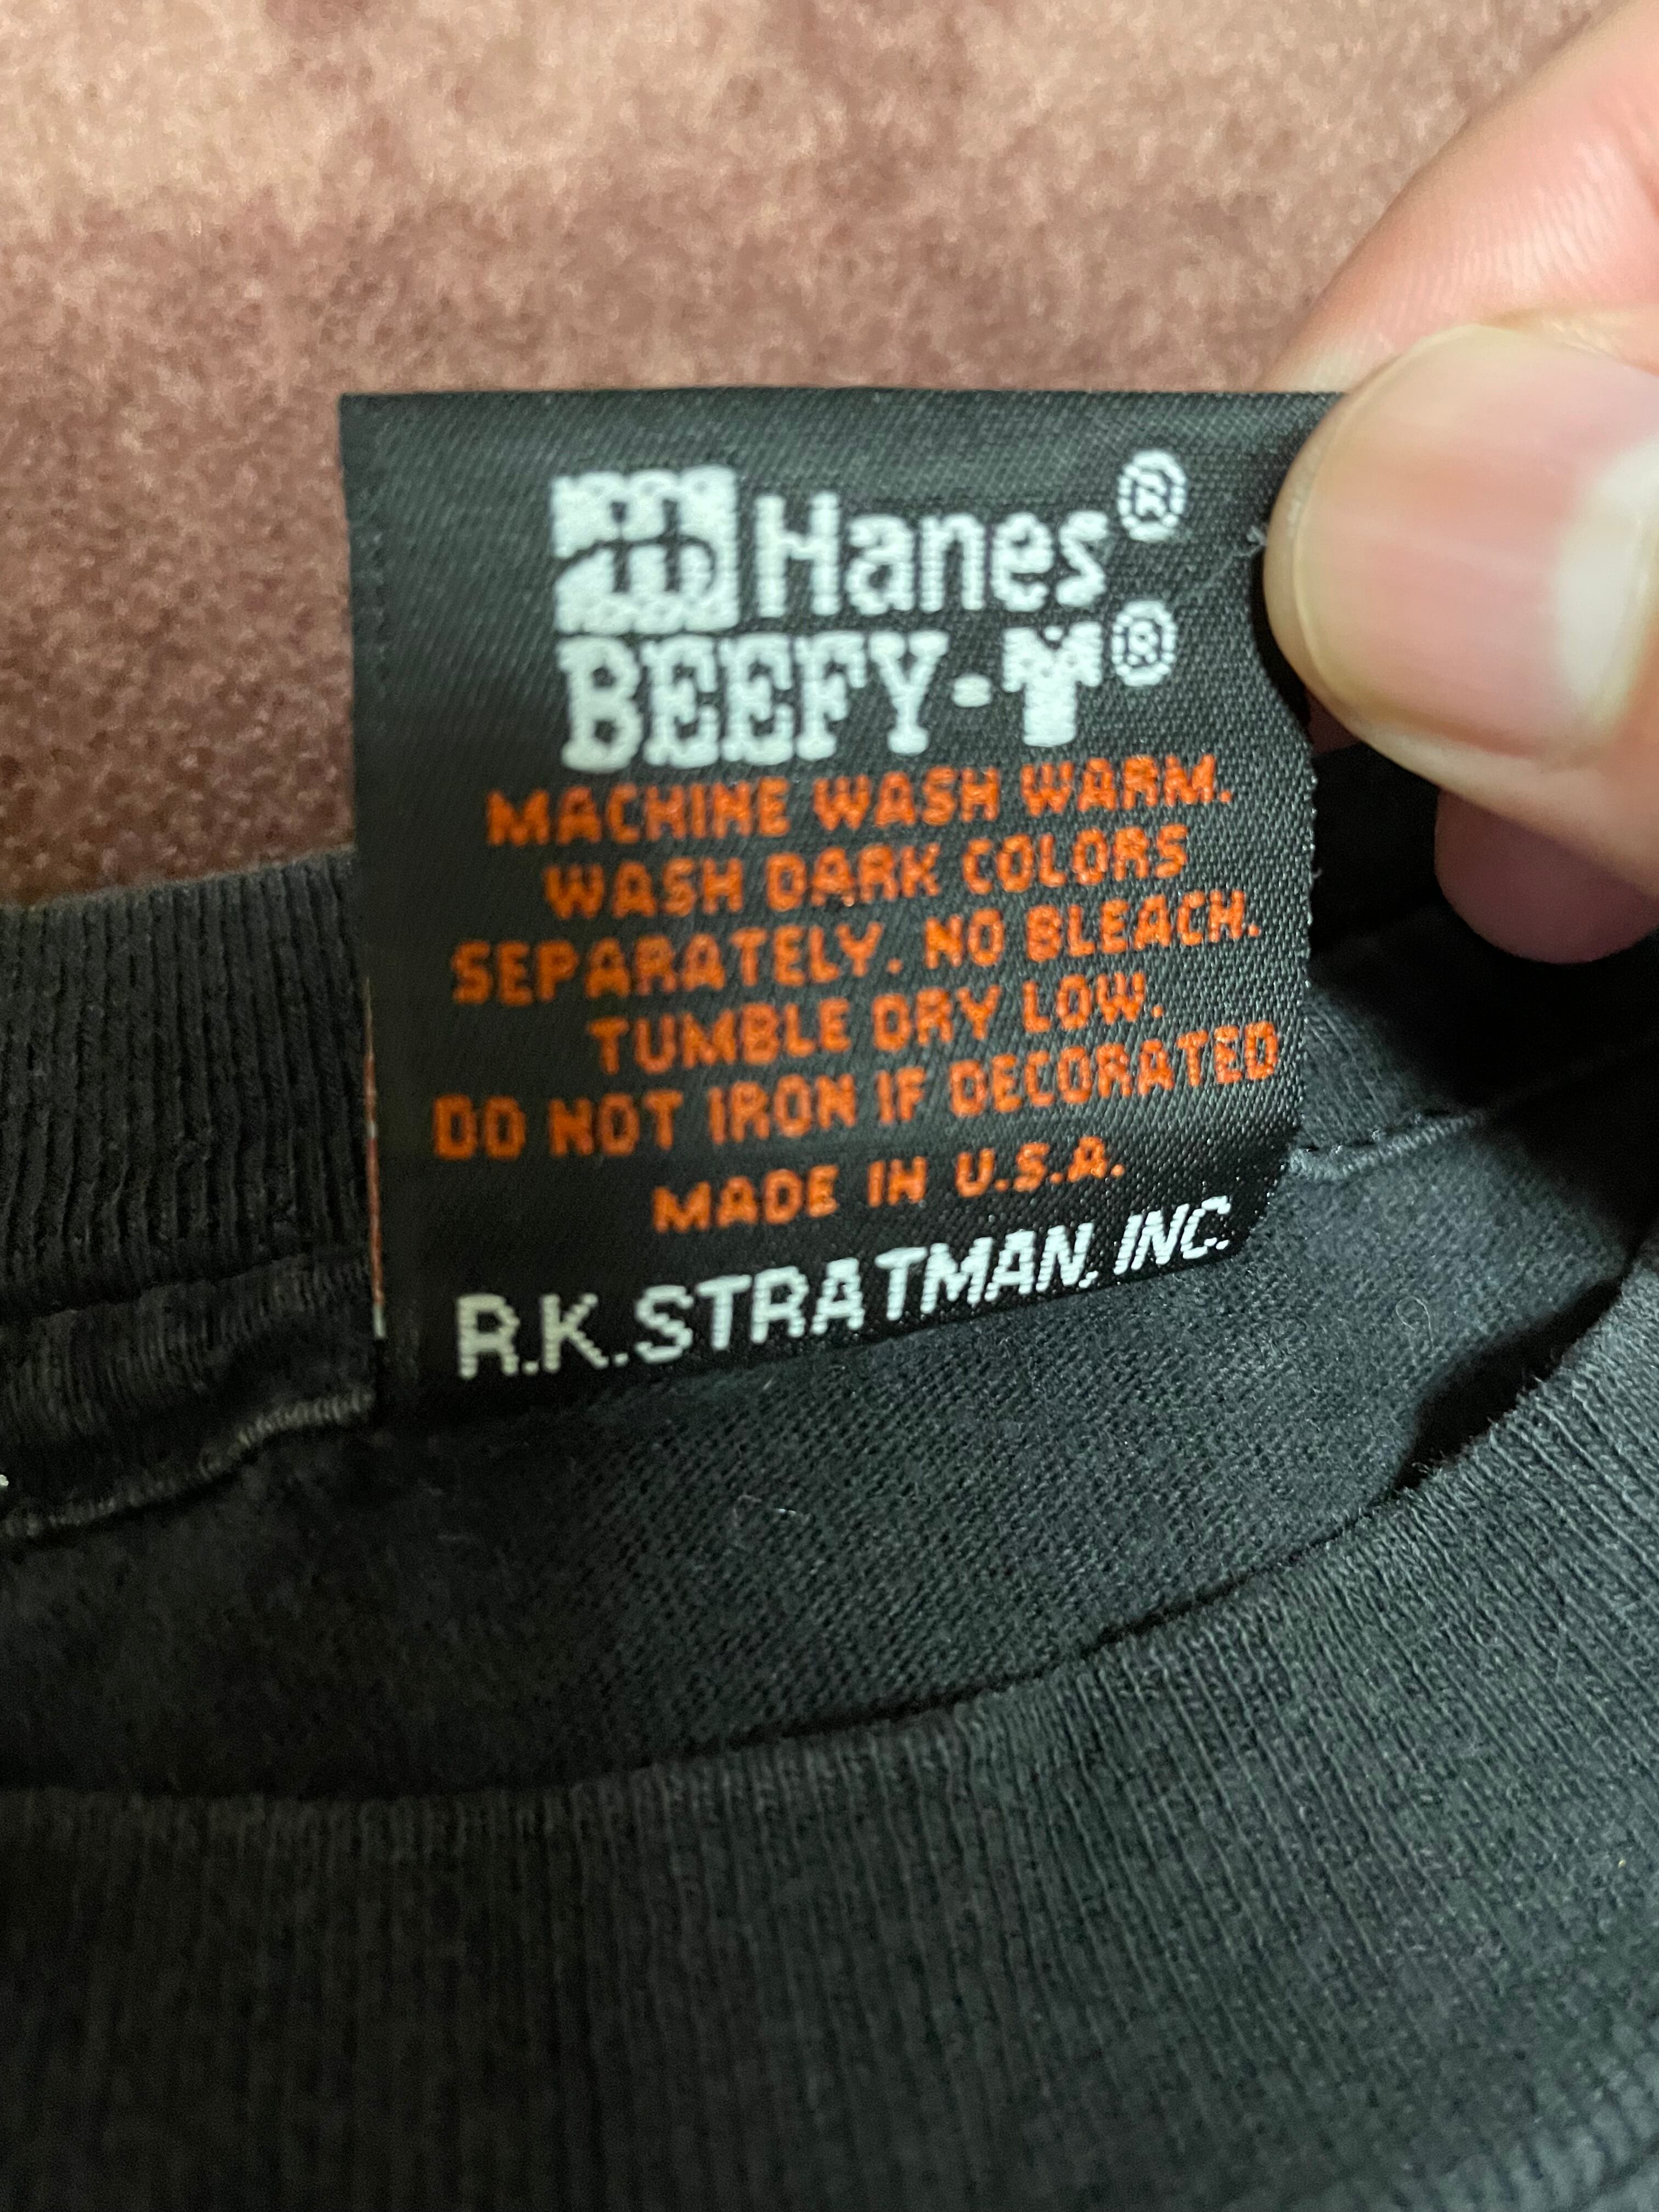 Hanes®
BEEFY-T®
MACHINE WASH WARM.
WASH DARK COLORS
SEPARATELY. NO BLEACH.
TUMBLE DRY LOW.
DO NOT IRON IF DECORATED
MADE IN U.S.A.
R.K. STRATMAN, INC.